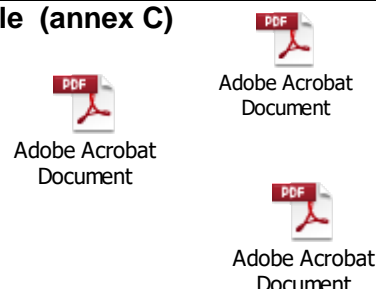 le (annex C)
PDF
Adobe Acrobat
Document
PDF
Adobe Acrobat
Document
PDF
Adobe Acrobat
Document